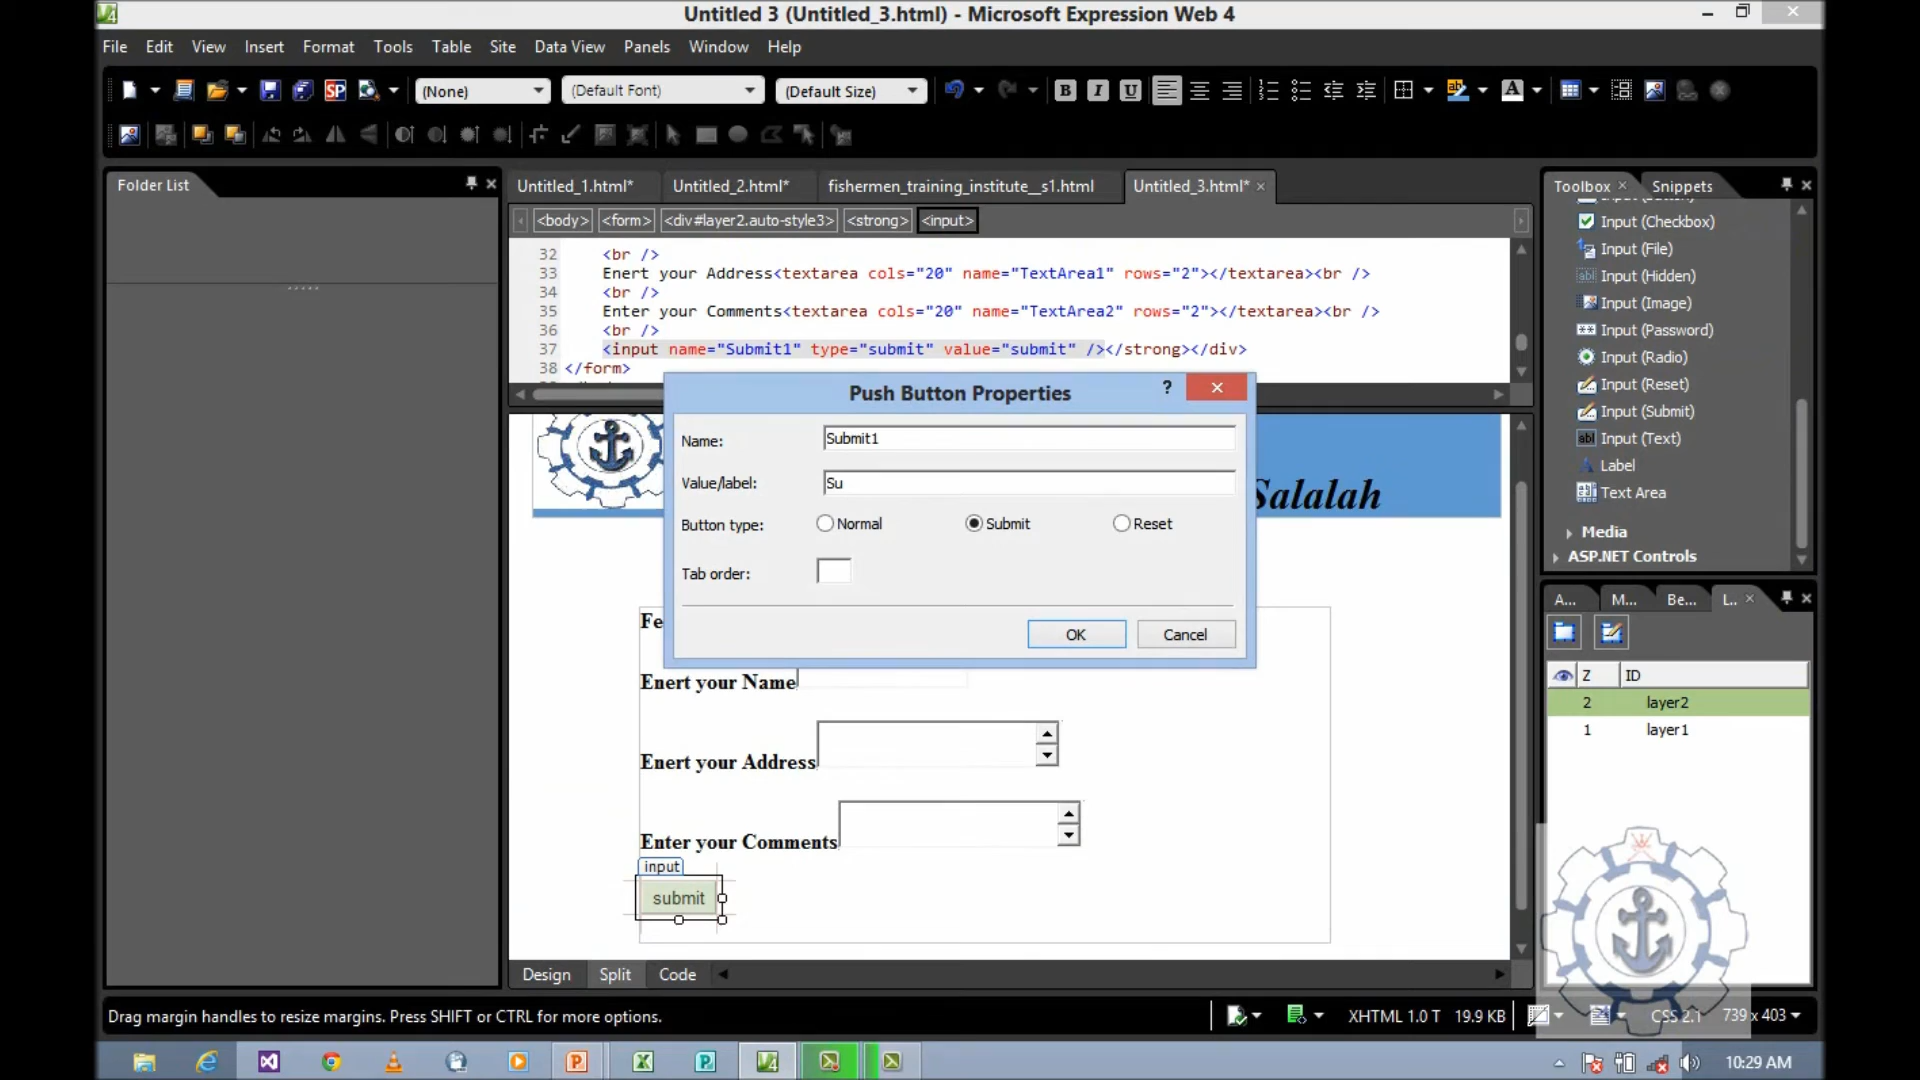 Untitled 3 (Untitled_3.html) - Microsoft Expression Web 4
File Edit View Insert Format Tools Table Site Data View Panels Window Help
SP (None) (Default Font) (Default Size) B I U A
Folder List
Untitled_1.html* Untitled_2.html* fishermen_training_institute__s1.html Untitled_3.html*
<body> <form> <div#layer2.auto-style3> <strong> <input>
32 <br />
33 Enert your Address<textarea cols="20" name="TextArea1" rows="2"></textarea><br />
34 <br />
35 Enter your Comments<textarea cols="20" name="TextArea2" rows="2"></textarea><br />
36 <br />
37 <input name="Submit1" type="submit" value="submit" /></strong></div>
38 </form>
Push Button Properties
?
Name: Submit1
Value/label: Su
Button type: Normal Submit Reset
Tab order:
OK Cancel
Salalah
Fe
Enert your Name
Enert your Address
Enter your Comments
input
submit
Design Split Code
Toolbox Snippets
Input (Checkbox)
Input (File)
Input (Hidden)
Input (Image)
Input (Password)
Input (Radio)
Input (Reset)
Input (Submit)
Input (Text)
Label
Text Area
Media
ASP.NET Controls
A... M... Be... L..
Z ID
2 layer2
1 layer1
Drag margin handles to resize margins. Press SHIFT or CTRL for more options.
XHTML 1.0 T 19.9 KB CSS 2.1 739 x 403
10:29 AM